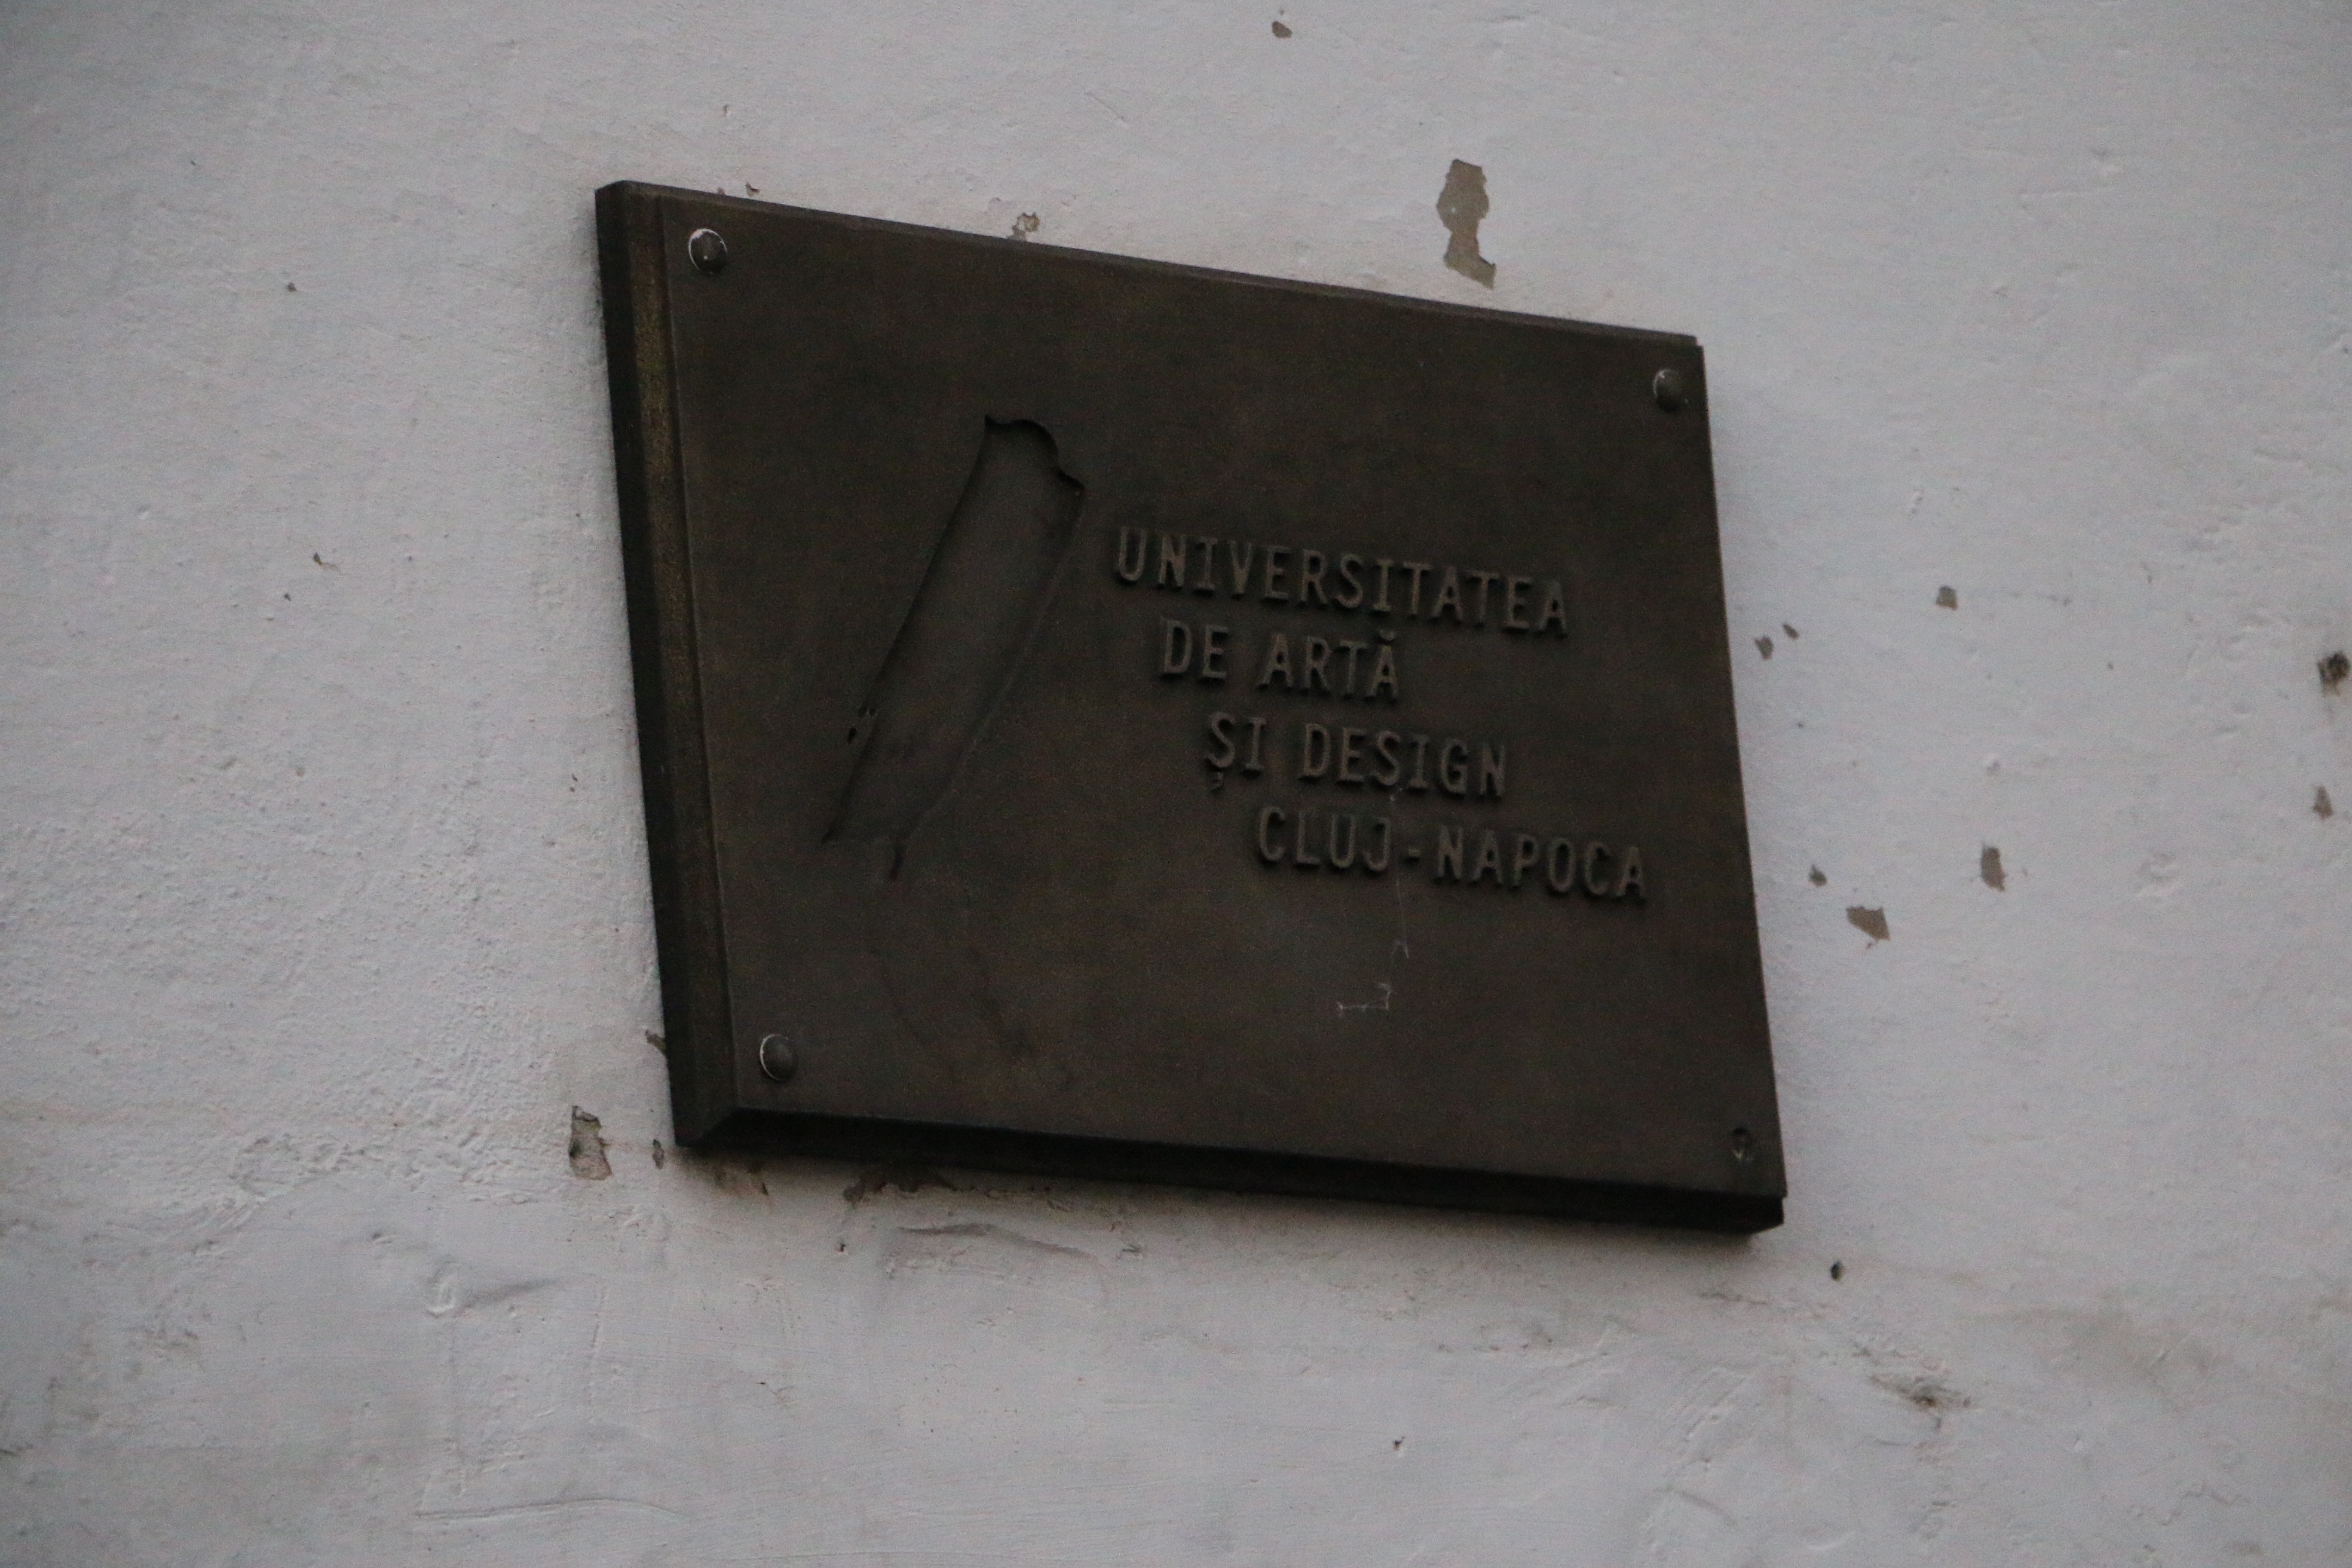 UNIVERSITATEA
DE ARTĂ
ȘI DESIGN
CLUJ-NAPOCA